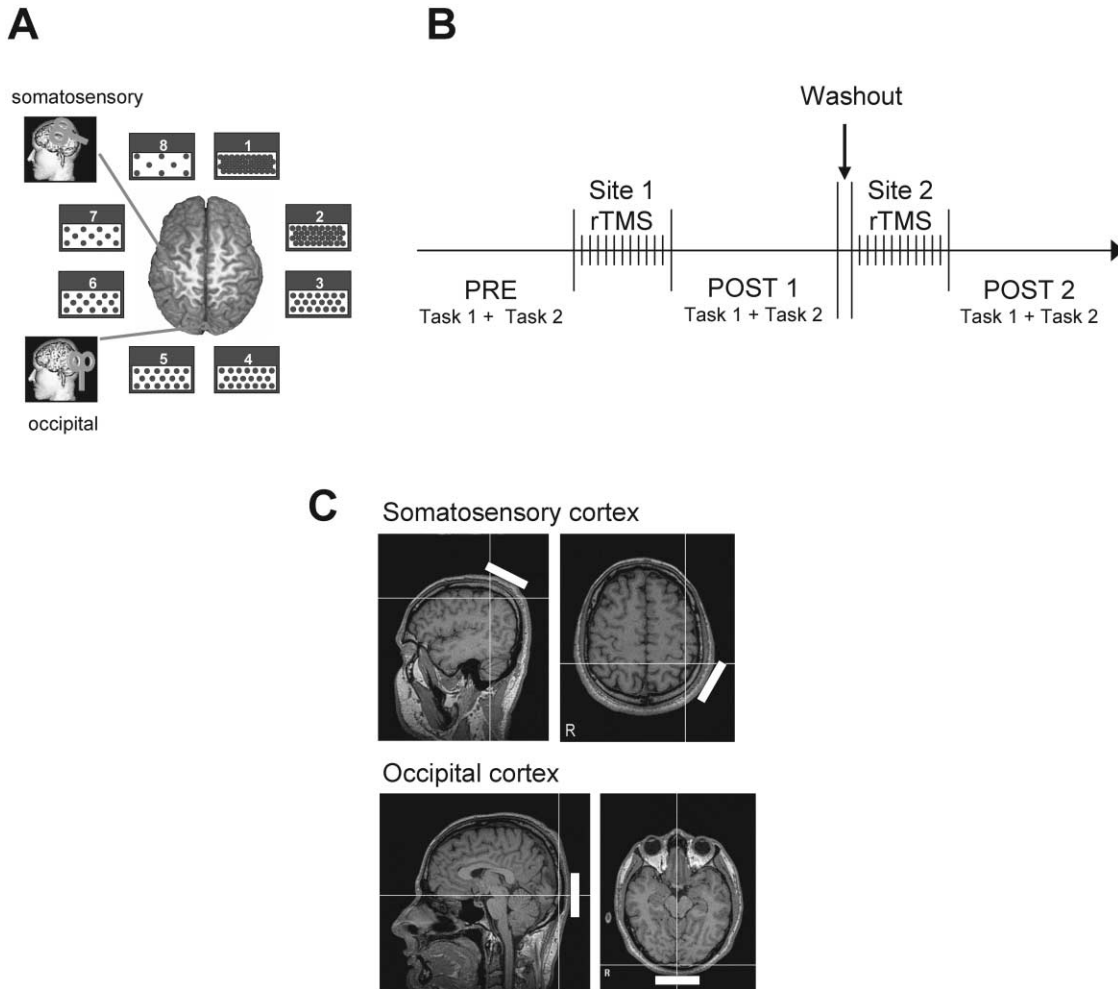 A
somatosensory
8
1
7
2
6
3
5
4
occipital
B
Washout
Site 1
rTMS
Site 2
rTMS
PRE
Task 1 + Task 2
POST 1
Task 1 + Task 2
POST 2
Task 1 + Task 2
C
Somatosensory cortex
R
Occipital cortex
R